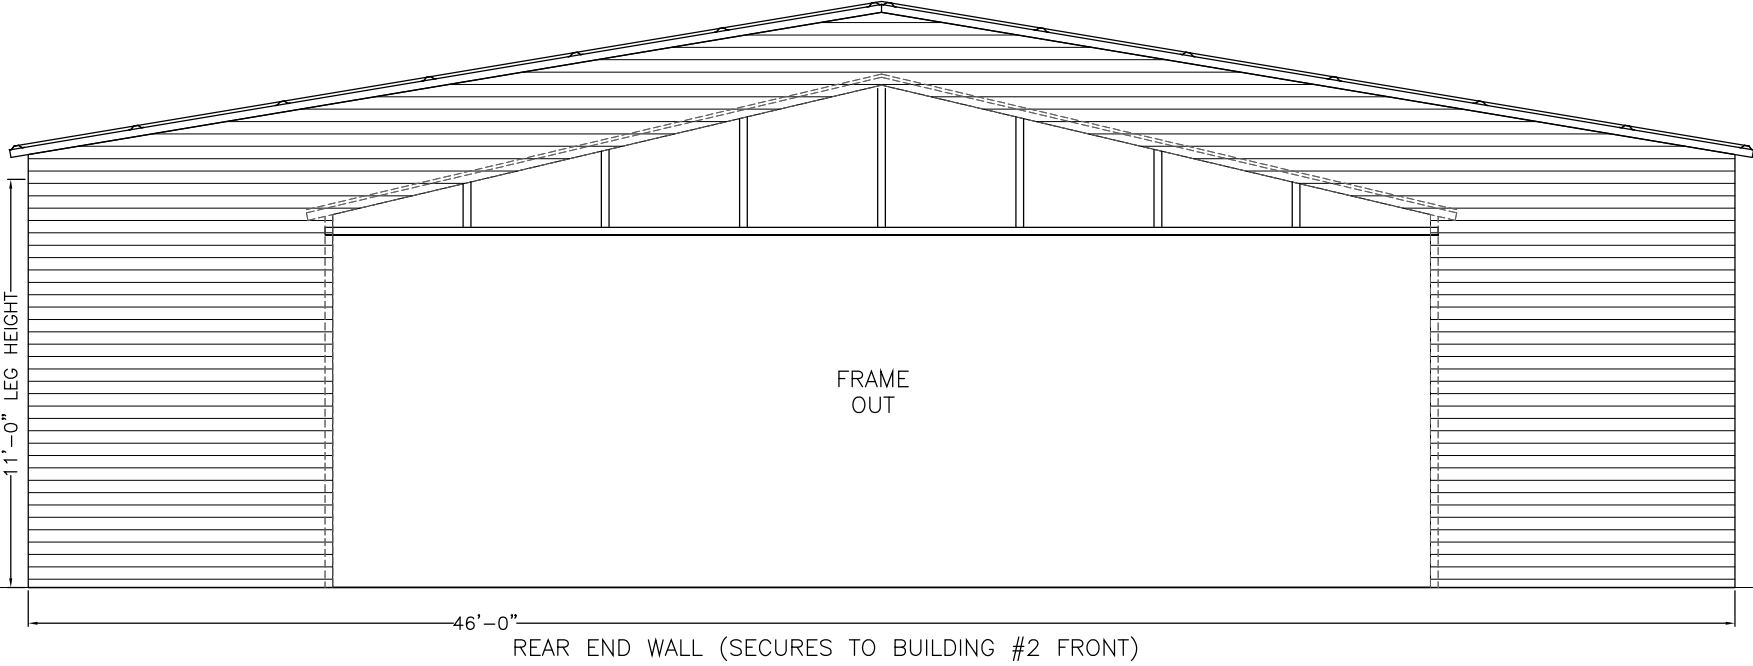 FRAME
OUT
11'-0" LEG HEIGHT
46'-0"
REAR END WALL (SECURES TO BUILDING #2 FRONT)